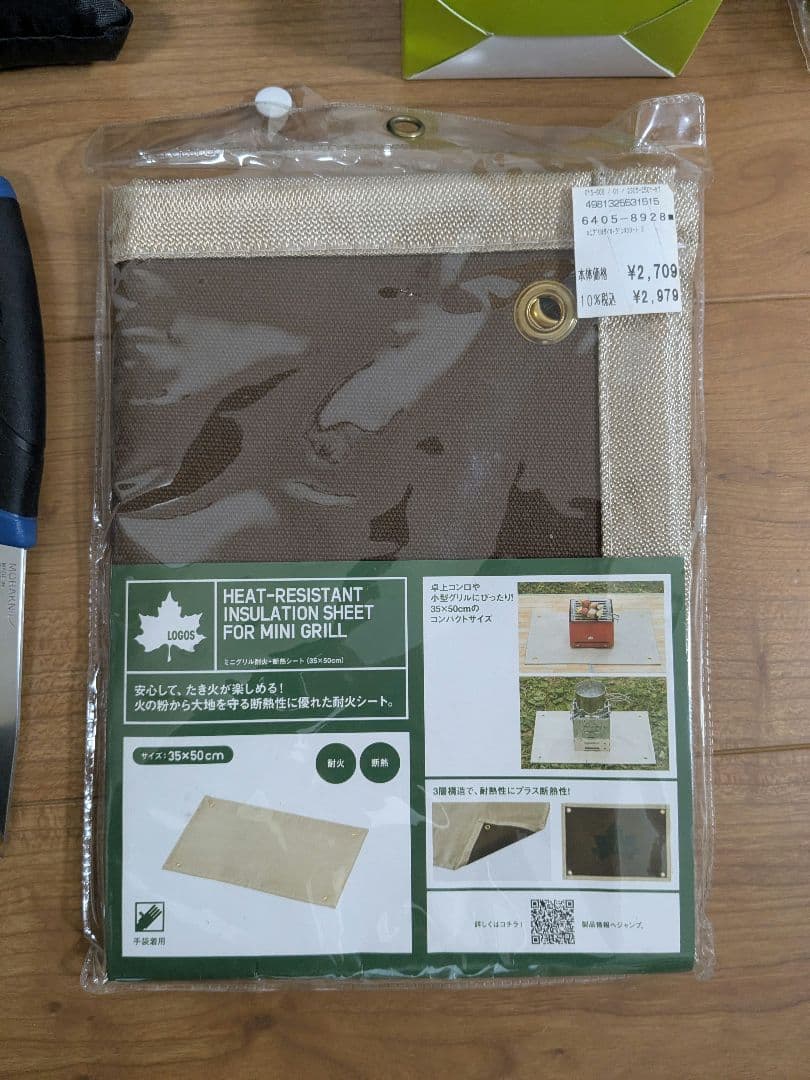 4981325531515
6405-8928■
本体価格 ¥2,709
10%税込 ¥2,979
LOGOS
HEAT-RESISTANT
INSULATION SHEET
FOR MINI GRILL
ミニグリル耐火・断熱シート (35×50cm)
安心して、たき火が楽しめる!
火の粉から大地を守る断熱性に優れた耐火シート。
サイズ:35×50cm
耐火
断熱
手袋着用
卓上コンロや
小型グリルにぴったり!
35×50cmの
コンパクトサイズ
3層構造で、耐熱性にプラス断熱性!
詳しくはコチラ!
製品情報へジャンプ。
MORAKNIV